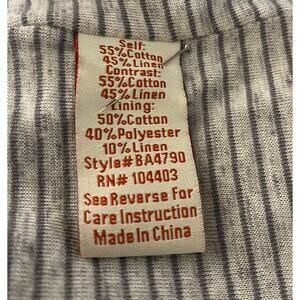 Self:
55%Cotton
45%Linen
Contrast:
55%Cotton
45%Linen
Lining:
50%Cotton
40%Polyester
10%Linen
Style# BA4790
RN# 104403
See Reverse For
Care Instruction
Made In China